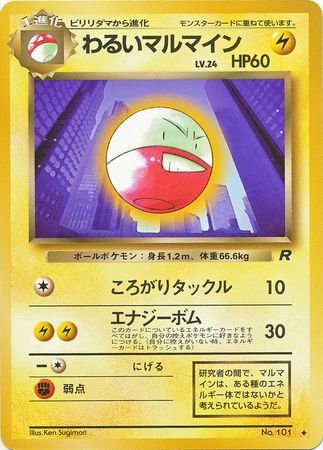 1進化
ビリリダマから進化
モンスターカードに重ねて使います。
わるいマルマイン
LV.24
HP60
ボールポケモン：身長1.2m、体重66.6kg
R
ころがりタックル 10
エナジーボム 30
このカードについているエネルギーカードをす
べてはがし、自分の控えポケモンに好きなよう
につける。（自分に控えがいない時、エネルギー
カードはトラッシュする）
にげる
弱点
研究者の間で、マルマ
インは、ある種のエネ
ルギー体ではないかと
考えられているようだ。
Illus.Ken Sugimori
No.101